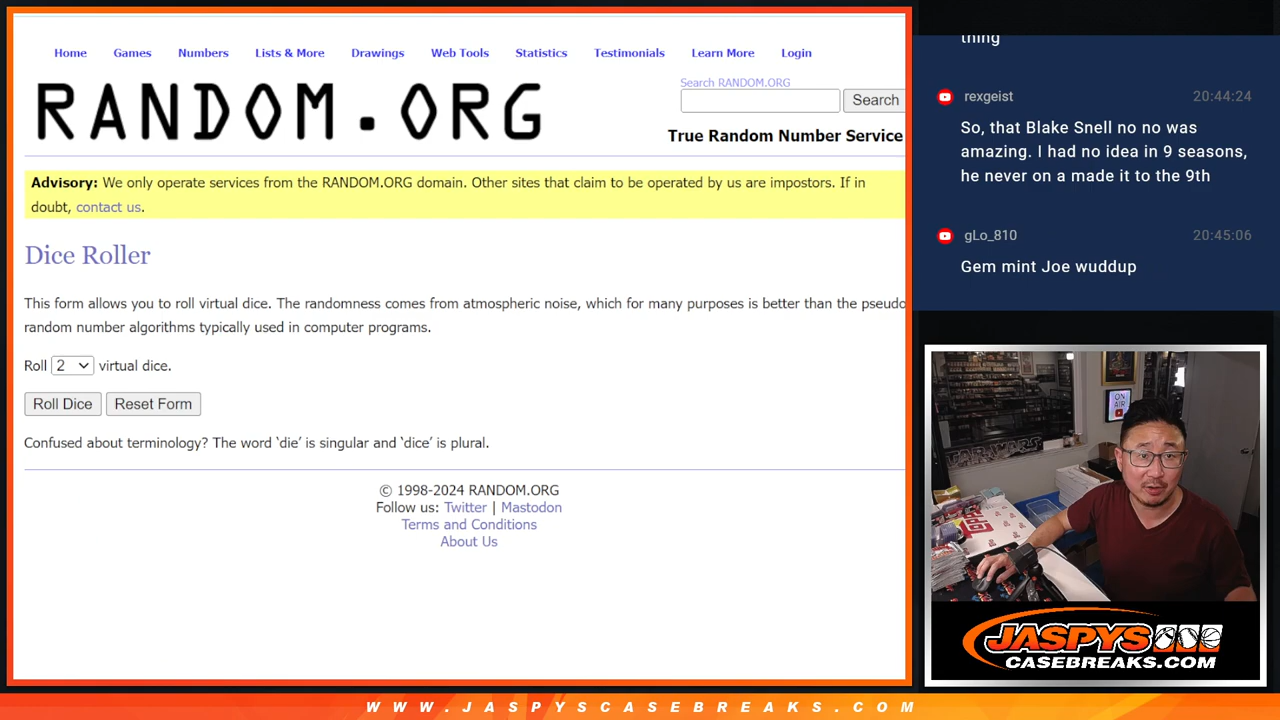 Home Games Numbers Lists & More Drawings Web Tools Statistics Testimonials Learn More Login
RANDOM.ORG
Search RANDOM.ORG
Search
True Random Number Service
Advisory: We only operate services from the RANDOM.ORG domain. Other sites that claim to be operated by us are impostors. If in
doubt, contact us.
Dice Roller
This form allows you to roll virtual dice. The randomness comes from atmospheric noise, which for many purposes is better than the pseudo
random number algorithms typically used in computer programs.
Roll 2 virtual dice.
Roll Dice Reset Form
Confused about terminology? The word ‘die’ is singular and ‘dice’ is plural.
© 1998-2024 RANDOM.ORG
Follow us: Twitter | Mastodon
Terms and Conditions
About Us
thing
rexgeist 20:44:24
So, that Blake Snell no no was
amazing. I had no idea in 9 seasons,
he never on a made it to the 9th
gLo_810 20:45:06
Gem mint Joe wuddup
ON
AIR
STAR WARS
TOPPS
JASPYS
CASEBREAKS.COM
WWW.JASPYSCASEBREAKS.COM